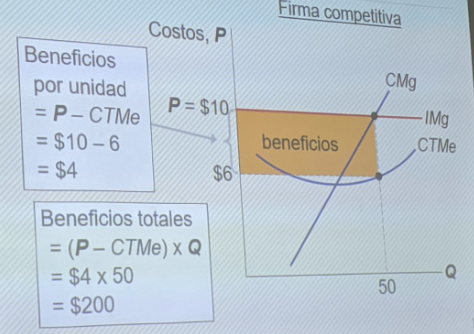 Firma competitiva
Costos, P
Beneficios
por unidad
= P – CTMe
= $10 – 6
= $4
P = $10
CMg
IMg
CTMe
beneficios
$6
Beneficios totales
= (P – CTMe) x Q
= $4 x 50
= $200
50
Q